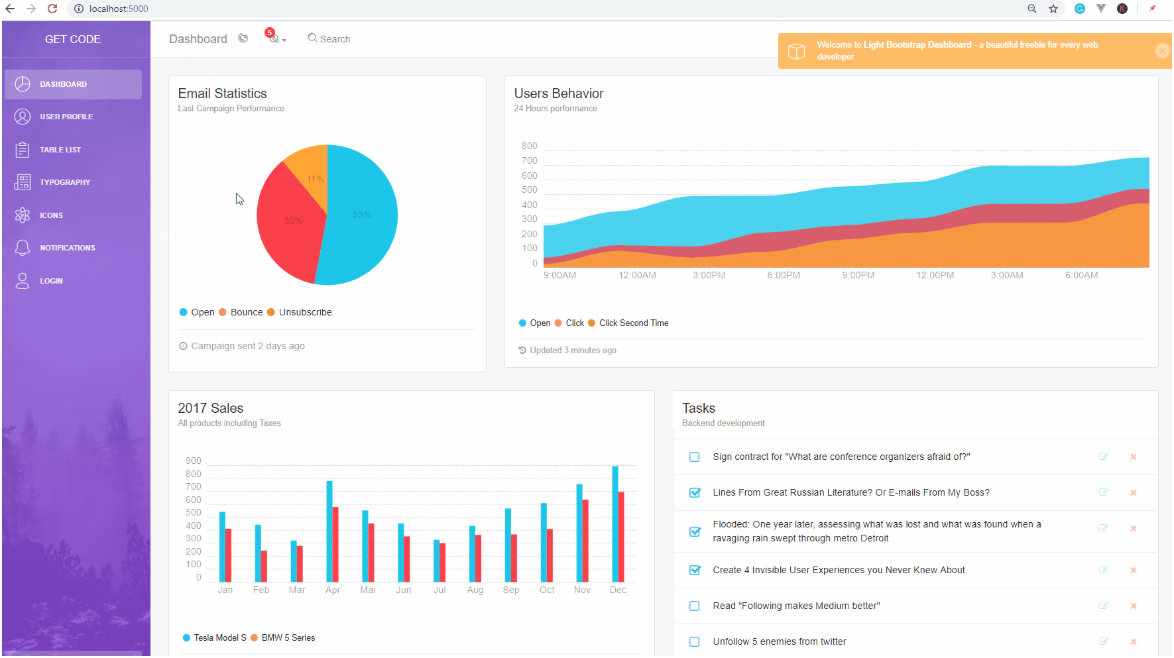 localhost:5000
GET CODE
Dashboard
5
Search
Welcome to Light Bootstrap Dashboard - a beautiful freebie for every web
developer.
DASHBOARD
USER PROFILE
TABLE LIST
TYPOGRAPHY
ICONS
NOTIFICATIONS
LOGIN
Email Statistics
Last Campaign Performance
11%
53%
36%
Open Bounce Unsubscribe
Campaign sent 2 days ago
Users Behavior
24 Hours performance
800
700
600
500
400
300
200
100
0
9:00AM 12:00AM 3:00PM 6:00PM 9:00PM 12:00PM 3:00AM 6:00AM
Open Click Click Second Time
Updated 3 minutes ago
2017 Sales
All products including Taxes
900
800
700
600
500
400
300
200
100
0
Jan Feb Mar Apr Mai Jun Jul Aug Sep Oct Nov Dec
Tesla Model S BMW 5 Series
Tasks
Backend development
Sign contract for "What are conference organizers afraid of?"
Lines From Great Russian Literature? Or E-mails From My Boss?
Flooded: One year later, assessing what was lost and what was found when a
ravaging rain swept through metro Detroit
Create 4 Invisible User Experiences you Never Knew About
Read "Following makes Medium better"
Unfollow 5 enemies from twitter